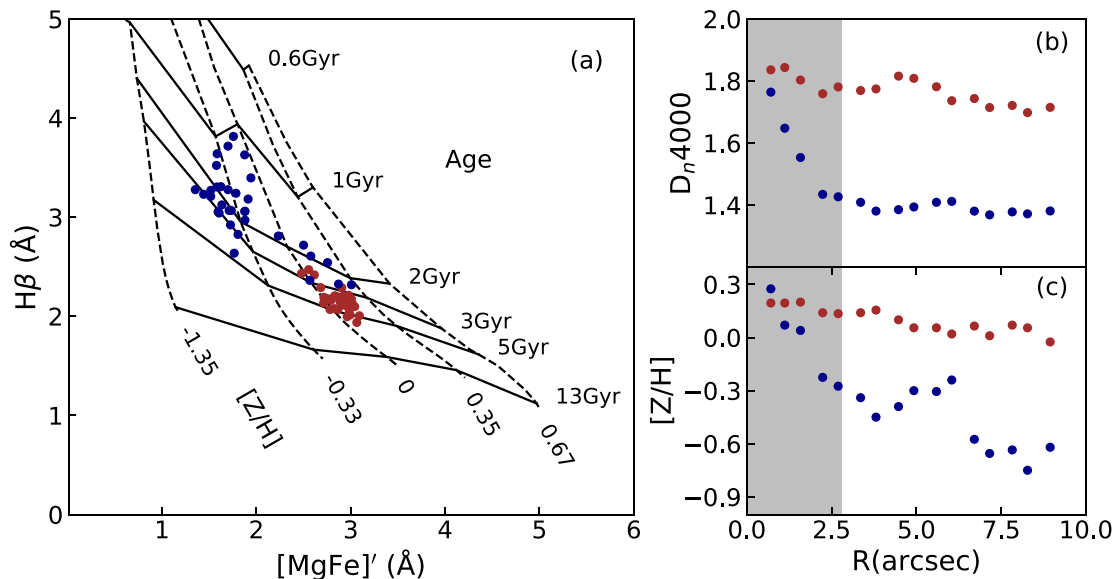 (a)
0.6Gyr
Age
1Gyr
2Gyr
3Gyr
5Gyr
13Gyr
-1.35
[Z/H]
-0.33
0
0.35
0.67
5
4
3
2
1
0
Hβ (Å)
1 2 3 4 5 6
[MgFe]′ (Å)
(b)
2.0
1.8
1.6
1.4
Dn4000
(c)
0.3
0.0
−0.3
−0.6
−0.9
[Z/H]
0.0 2.5 5.0 7.5 10.0
R(arcsec)